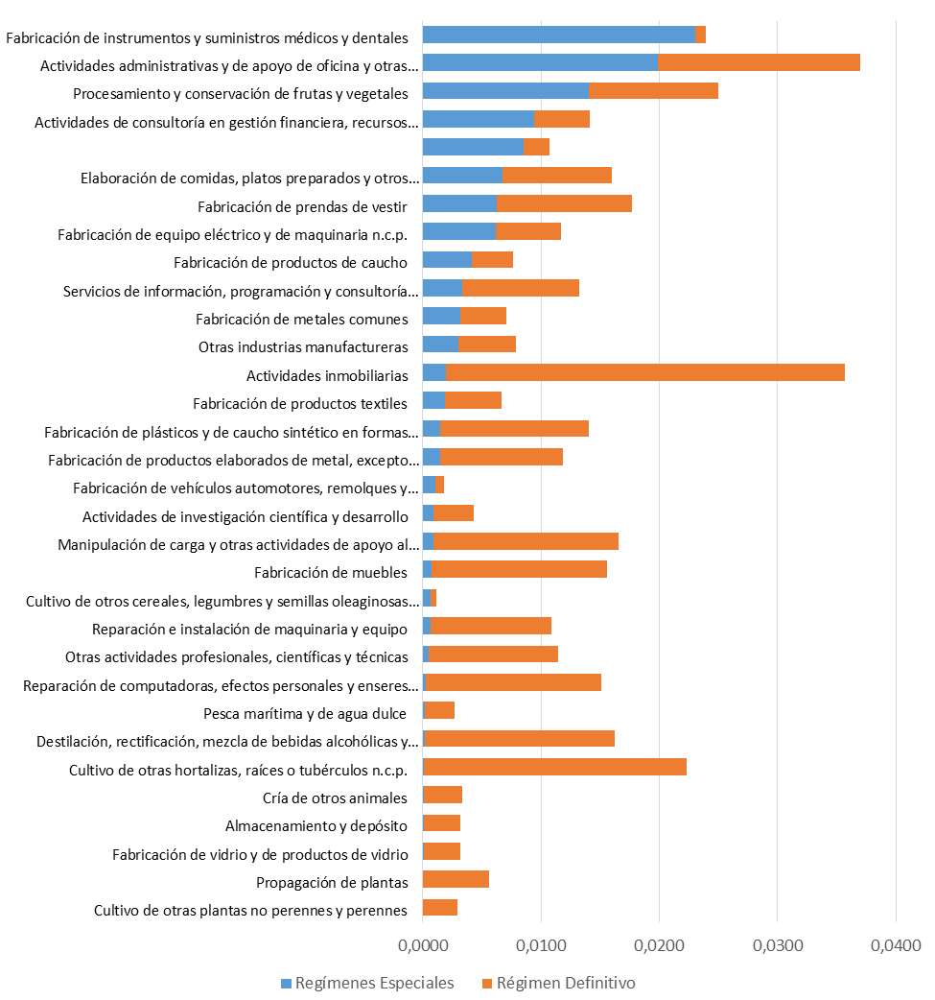 Fabricación de instrumentos y suministros médicos y dentales
Actividades administrativas y de apoyo de oficina y otras…
Procesamiento y conservación de frutas y vegetales
Actividades de consultoría en gestión financiera, recursos…
Elaboración de comidas, platos preparados y otros…
Fabricación de prendas de vestir
Fabricación de equipo eléctrico y de maquinaria n.c.p.
Fabricación de productos de caucho
Servicios de información, programación y consultoría…
Fabricación de metales comunes
Otras industrias manufactureras
Actividades inmobiliarias
Fabricación de productos textiles
Fabricación de plásticos y de caucho sintético en formas…
Fabricación de productos elaborados de metal, excepto…
Fabricación de vehículos automotores, remolques y…
Actividades de investigación científica y desarrollo
Manipulación de carga y otras actividades de apoyo al…
Fabricación de muebles
Cultivo de otros cereales, legumbres y semillas oleaginosas…
Reparación e instalación de maquinaria y equipo
Otras actividades profesionales, científicas y técnicas
Reparación de computadoras, efectos personales y enseres…
Pesca marítima y de agua dulce
Destilación, rectificación, mezcla de bebidas alcohólicas y…
Cultivo de otras hortalizas, raíces o tubérculos n.c.p.
Cría de otros animales
Almacenamiento y depósito
Fabricación de vidrio y de productos de vidrio
Propagación de plantas
Cultivo de otras plantas no perennes y perennes
0,0000 0,0100 0,0200 0,0300 0,0400
Regímenes Especiales Régimen Definitivo